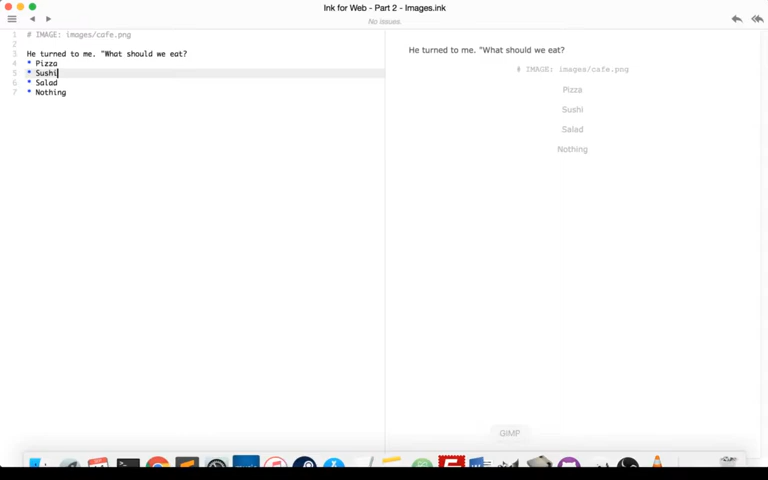 Ink for Web - Part 2 - Images.ink
No issues.
1 # IMAGE: images/cafe.png
2
3 He turned to me. "What should we eat?
4 * Pizza
5 * Sushi
6 * Salad
7 * Nothing
He turned to me. "What should we eat?
# IMAGE: images/cafe.png
Pizza
Sushi
Salad
Nothing
GIMP